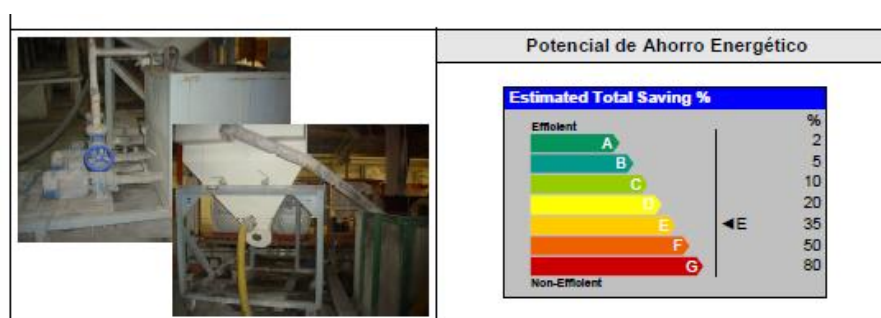 Potencial de Ahorro Energético
Estimated Total Saving %
Efficient
%
A 2
B 5
C 10
D 20
E ◄E 35
F 50
G 80
Non-Efficient